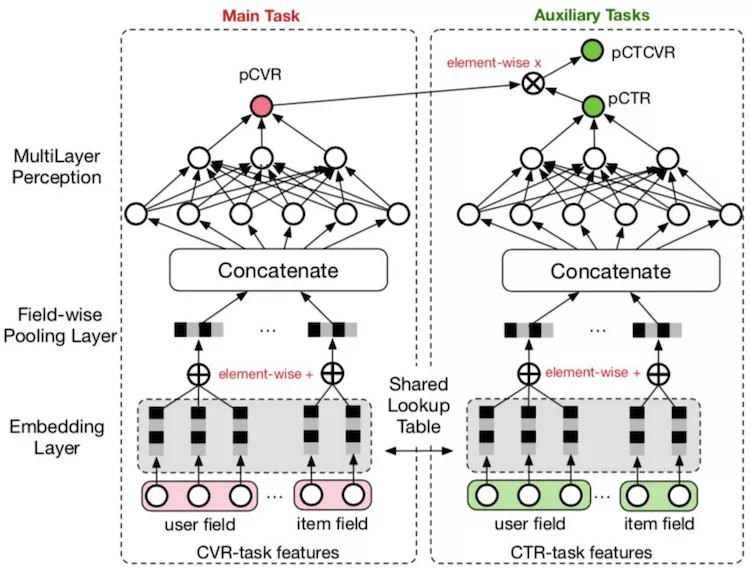 Main Task
Auxiliary Tasks
pCTCVR
element-wise x
pCVR
pCTR
MultiLayer
Perception
Concatenate
Concatenate
Field-wise
Pooling Layer
...
...
element-wise +
element-wise +
Shared
Lookup
Table
Embedding
Layer
...
...
user field
item field
user field
item field
CVR-task features
CTR-task features